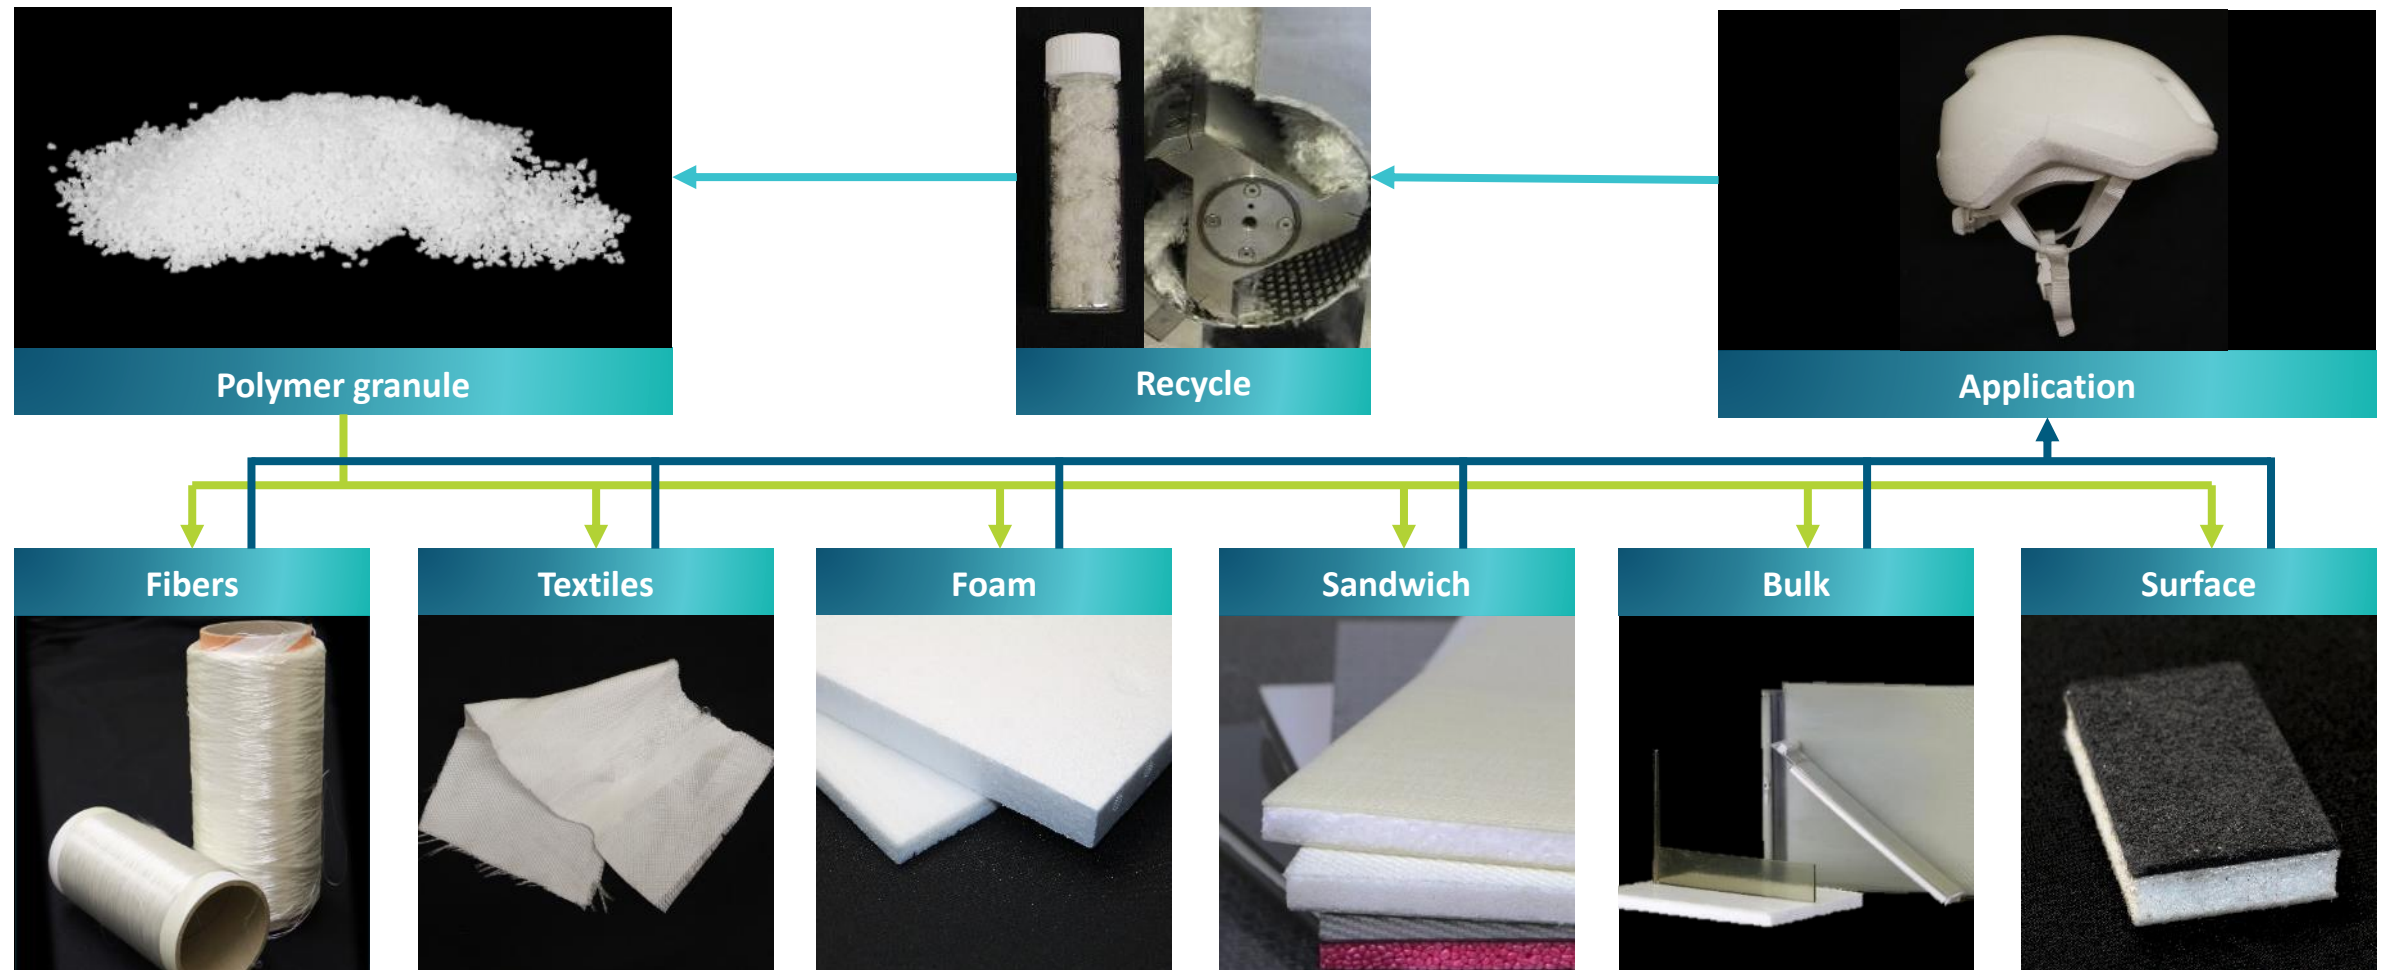 Polymer granule
Recycle
Application
Fibers
Textiles
Foam
Sandwich
Bulk
Surface